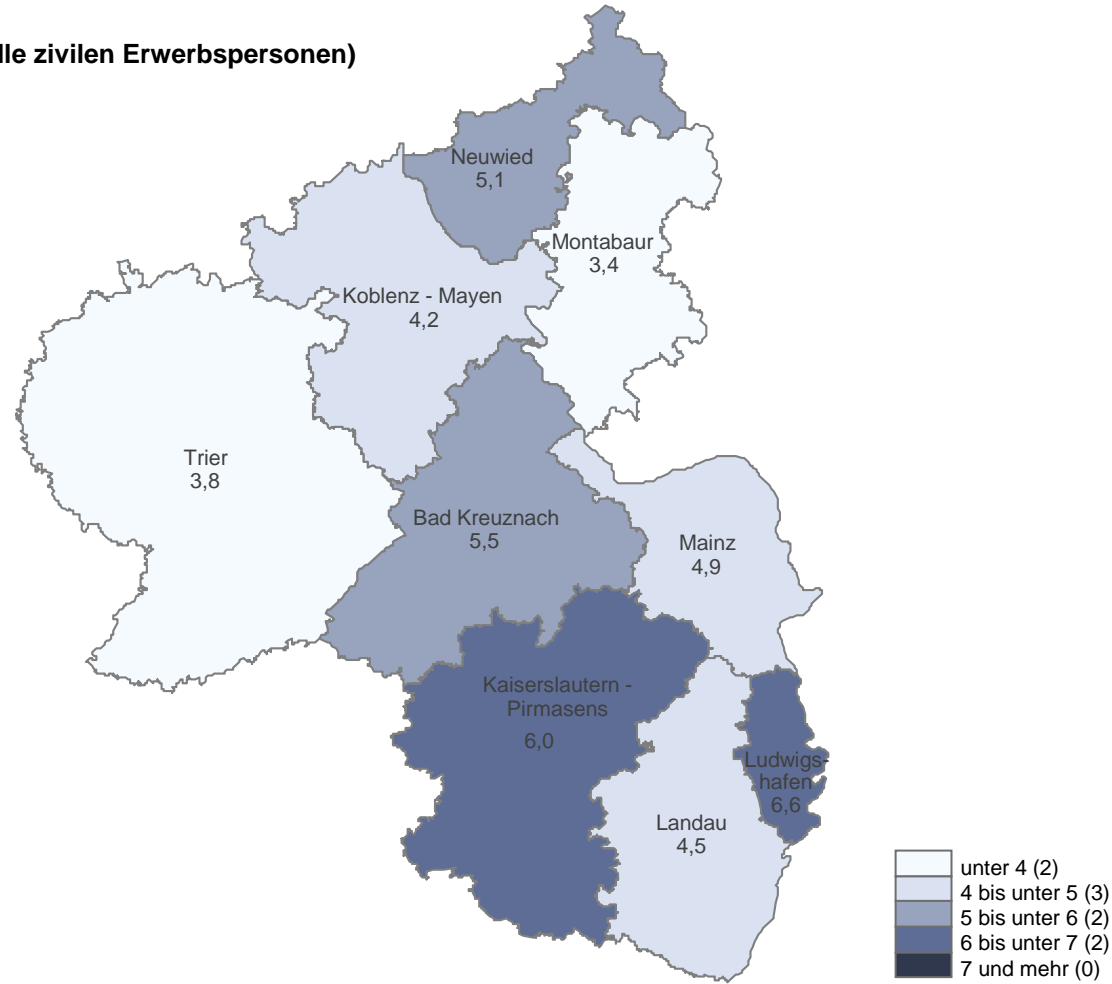 lle zivilen Erwerbspersonen)
Neuwied
5,1
Montabaur
3,4
Koblenz - Mayen
4,2
Trier
3,8
Bad Kreuznach
5,5
Mainz
4,9
Kaiserslautern -
Pirmasens
6,0
Ludwigs-
hafen
6,6
Landau
4,5
unter 4 (2)
4 bis unter 5 (3)
5 bis unter 6 (2)
6 bis unter 7 (2)
7 und mehr (0)